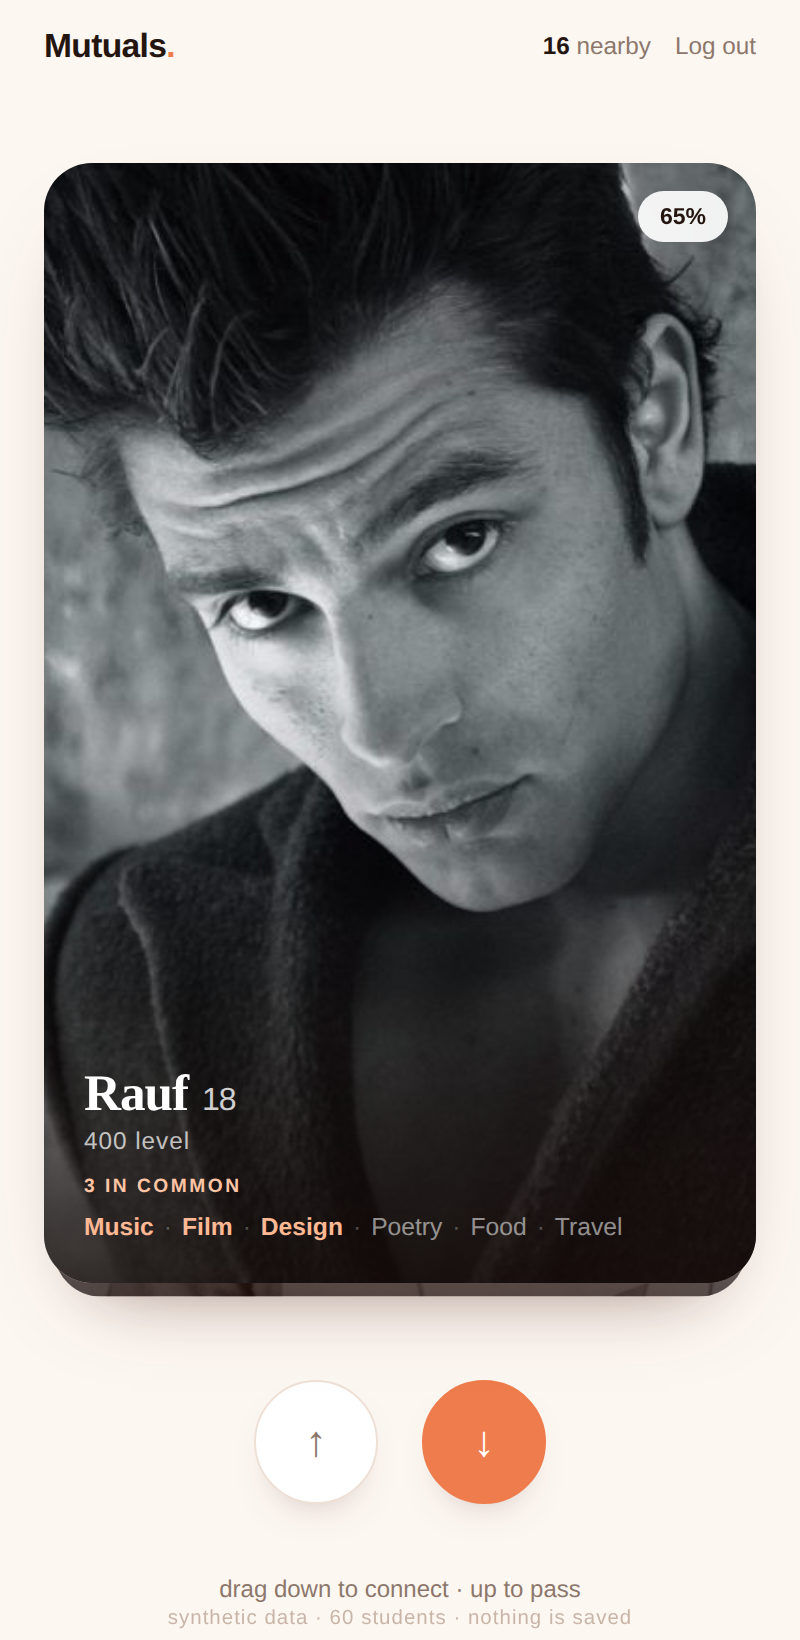 Mutuals.
16 nearby Log out
65%
Rauf 18
400 level
3 IN COMMON
Music · Film · Design · Poetry · Food · Travel
↑ ↓
drag down to connect · up to pass
synthetic data · 60 students · nothing is saved